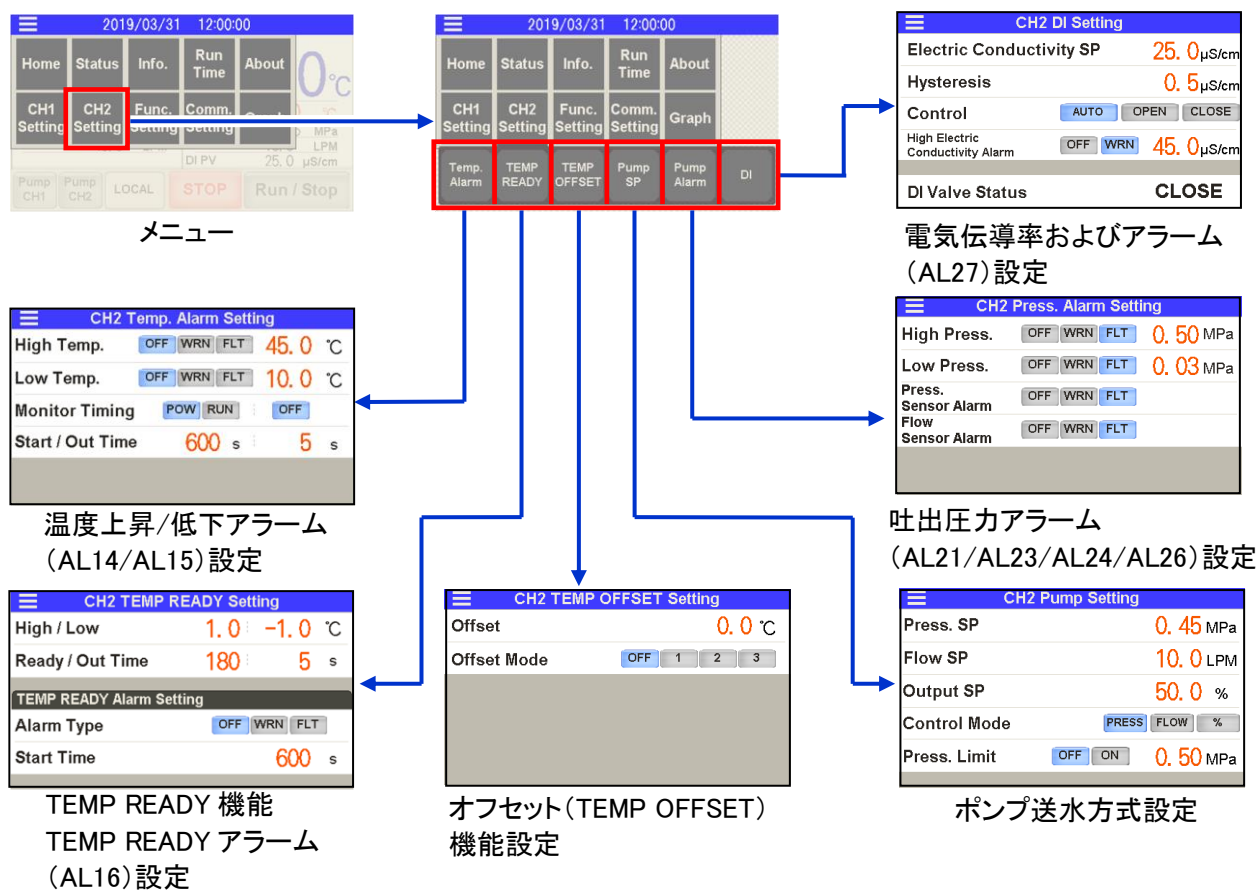 2019/03/31 12:00:00
Home Status Info. Run Time About
0 ℃
CH1 Setting CH2 Setting Func. Setting Comm. Setting
MPa
LPM
DI PV 25. 0 μS/cm
Pump CH1 Pump CH2 LOCAL STOP Run / Stop
メニュー
2019/03/31 12:00:00
Home Status Info. Run Time About
CH1 Setting CH2 Setting Func. Setting Comm. Setting Graph
Temp. Alarm TEMP READY TEMP OFFSET Pump SP Pump Alarm DI
CH2 DI Setting
Electric Conductivity SP 25. 0 μS/cm
Hysteresis 0. 5 μS/cm
Control AUTO OPEN CLOSE
High Electric
Conductivity Alarm OFF WRN 45. 0 μS/cm
DI Valve Status CLOSE
電気伝導率およびアラーム
（AL27）設定
CH2 Temp. Alarm Setting
High Temp. OFF WRN FLT 45. 0 ℃
Low Temp. OFF WRN FLT 10. 0 ℃
Monitor Timing POW RUN OFF
Start / Out Time 600 s 5 s
温度上昇/低下アラーム
（AL14/AL15）設定
CH2 Press. Alarm Setting
High Press. OFF WRN FLT 0. 50 MPa
Low Press. OFF WRN FLT 0. 03 MPa
Press.
Sensor Alarm OFF WRN FLT
Flow
Sensor Alarm OFF WRN FLT
吐出圧力アラーム
（AL21/AL23/AL24/AL26）設定
CH2 TEMP READY Setting
High / Low 1. 0 -1. 0 ℃
Ready / Out Time 180 5 s
TEMP READY Alarm Setting
Alarm Type OFF WRN FLT
Start Time 600 s
TEMP READY 機能
TEMP READY アラーム
（AL16）設定
CH2 TEMP OFFSET Setting
Offset 0. 0 ℃
Offset Mode OFF 1 2 3
オフセット（TEMP OFFSET）
機能設定
CH2 Pump Setting
Press. SP 0. 45 MPa
Flow SP 10. 0 LPM
Output SP 50. 0 %
Control Mode PRESS FLOW %
Press. Limit OFF ON 0. 50 MPa
ポンプ送水方式設定